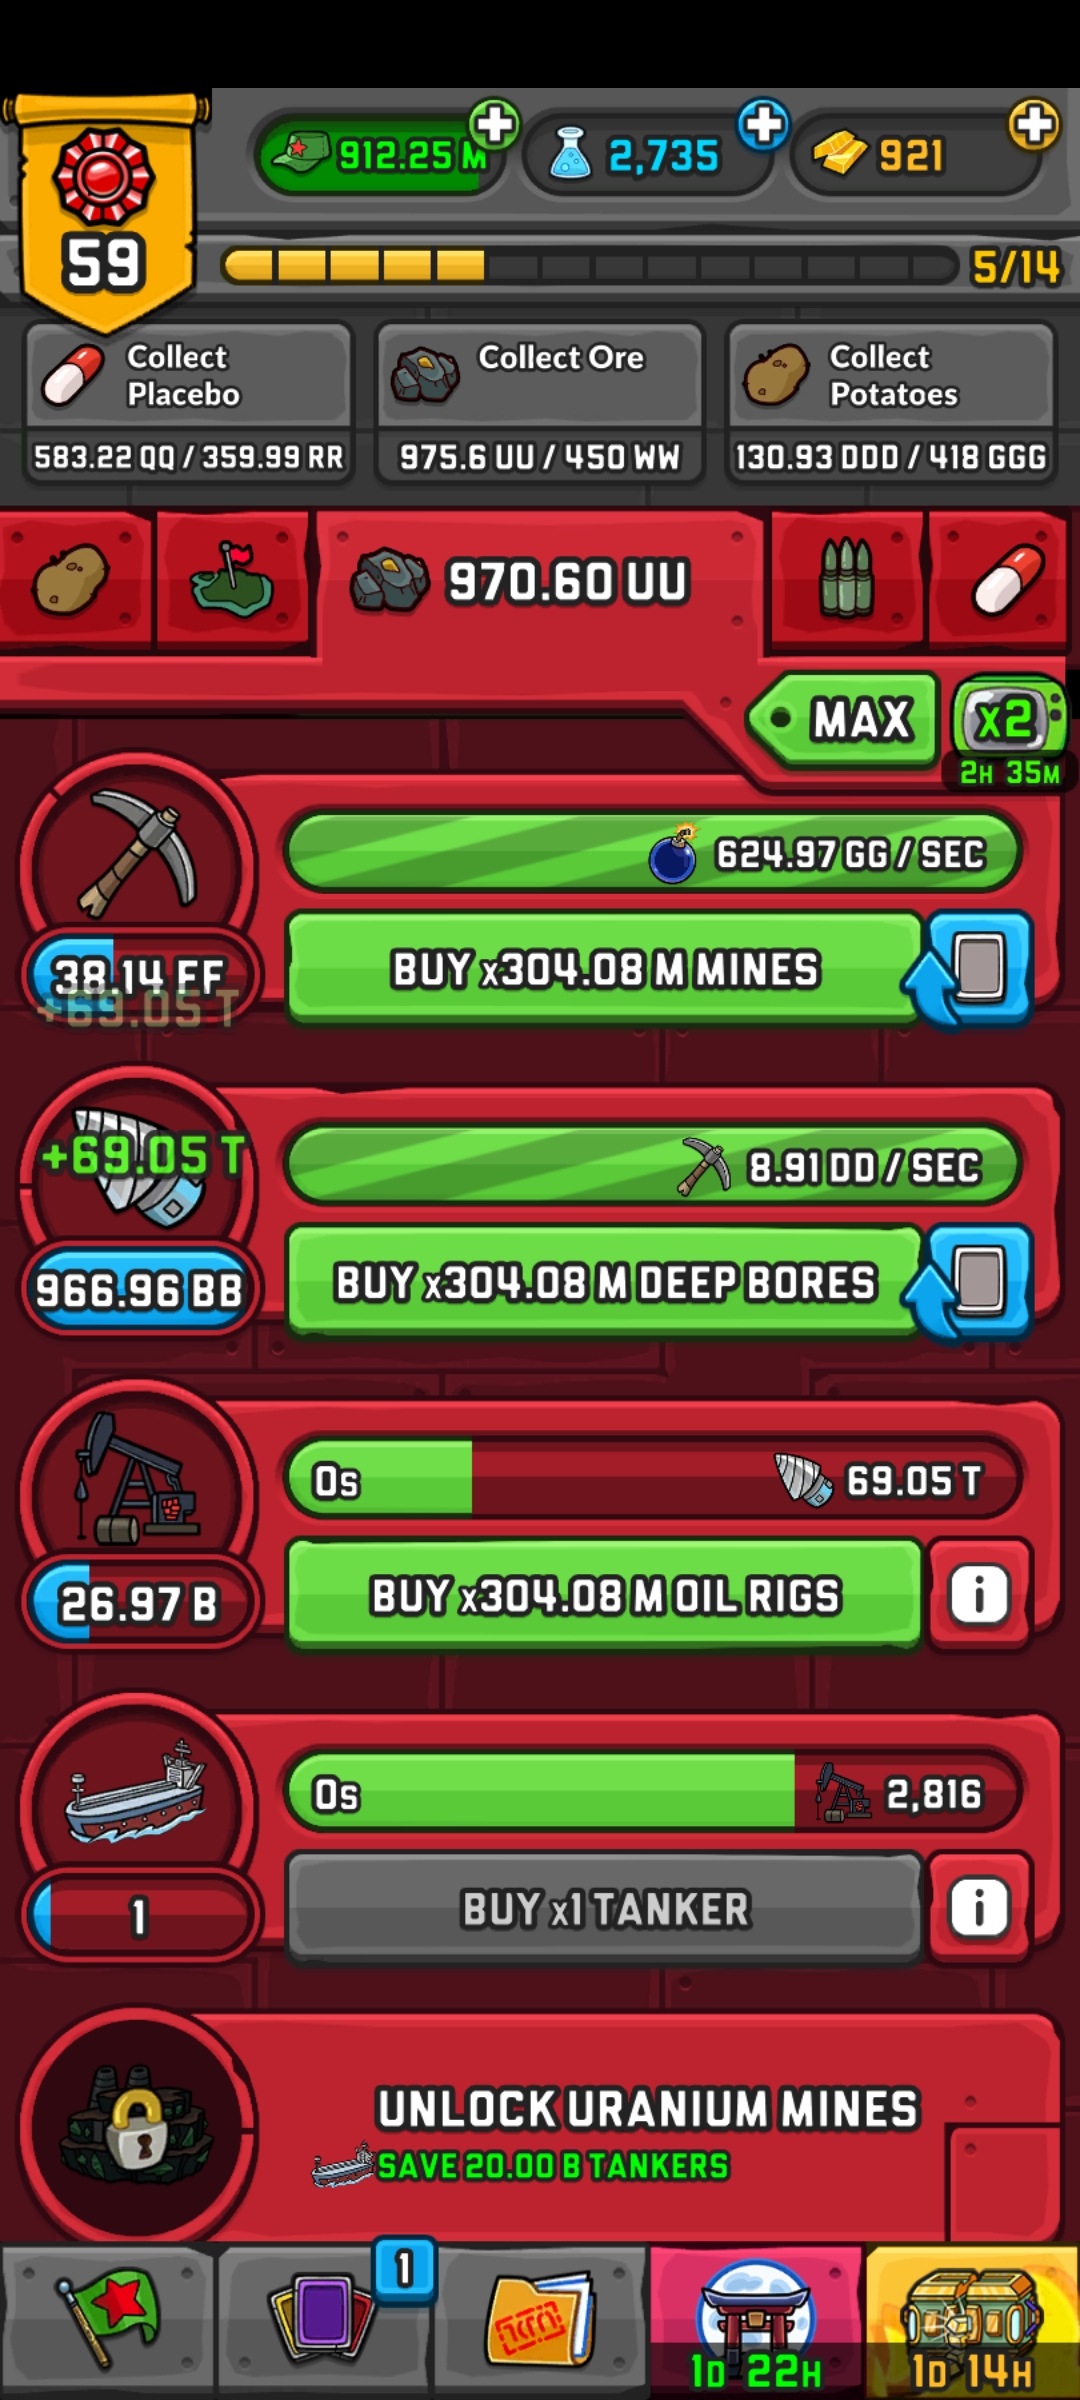 59
912.25 M
2,735
921
5/14
Collect Placebo
583.22 QQ / 359.99 RR
Collect Ore
975.6 UU / 450 WW
Collect Potatoes
130.93 DDD / 418 GGG
970.60 UU
MAX
x2
2H 35M
624.97 GG / SEC
38.14 FF
+69.05 T
BUY x304.08 M MINES
+69.05 T
8.91 DD / SEC
966.96 BB
BUY x304.08 M DEEP BORES
0s
69.05 T
26.97 B
BUY x304.08 M OIL RIGS
i
0s
2,816
1
BUY x1 TANKER
i
UNLOCK URANIUM MINES
SAVE 20.00 B TANKERS
1
1D 22H
1D 14H